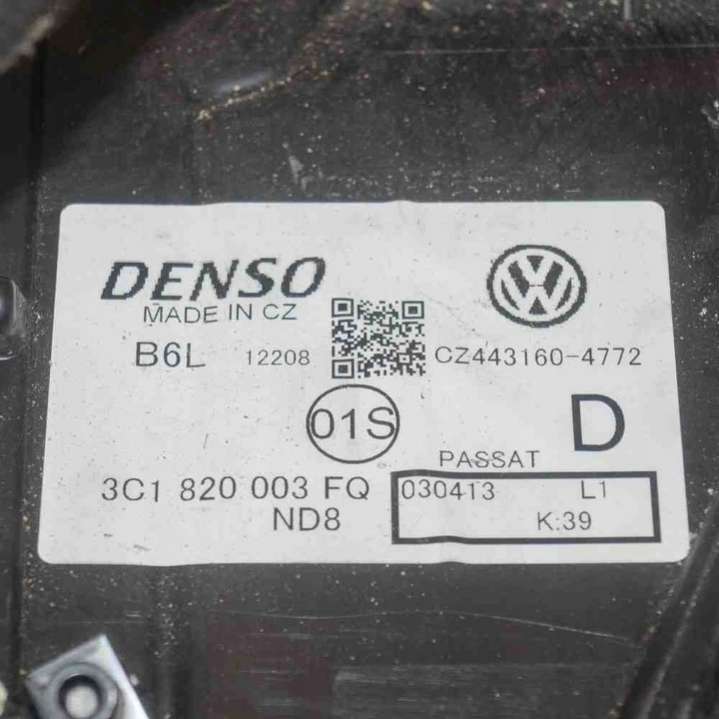 DENSO
MADE IN CZ
B6L 12208 CZ443160-4772
01S D
PASSAT
3C1 820 003 FQ 030413 L1
ND8 K:39